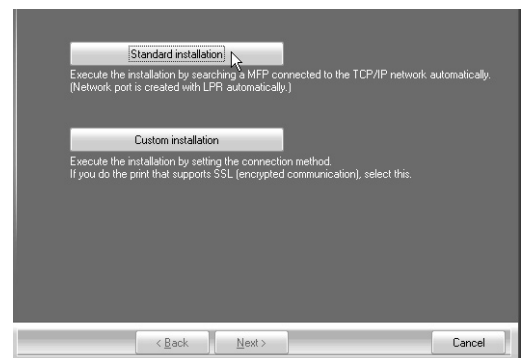 Standard installation
Execute the installation by searching a MFP connected to the TCP/IP network automatically.
(Network port is created with LPR automatically.)
Custom installation
Execute the installation by setting the connection method.
If you do the print that supports SSL (encrypted communication), select this.
< Back Next > Cancel